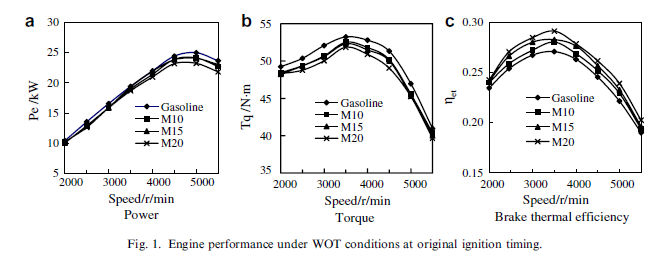 a
30
25
20
15
10
5
Pe /kW
Gasoline
M10
M15
M20
2000 3000 4000 5000
Speed/r/min
Power
b
55
50
45
40
35
Tq /N·m
Gasoline
M10
M15
M20
2000 3000 4000 5000
Speed/r/min
Torque
c
0.30
0.25
0.20
0.15
ηet
Gasoline
M10
M15
M20
2000 3000 4000 5000
Speed/r/min
Brake thermal efficiency
Fig. 1. Engine performance under WOT conditions at original ignition timing.